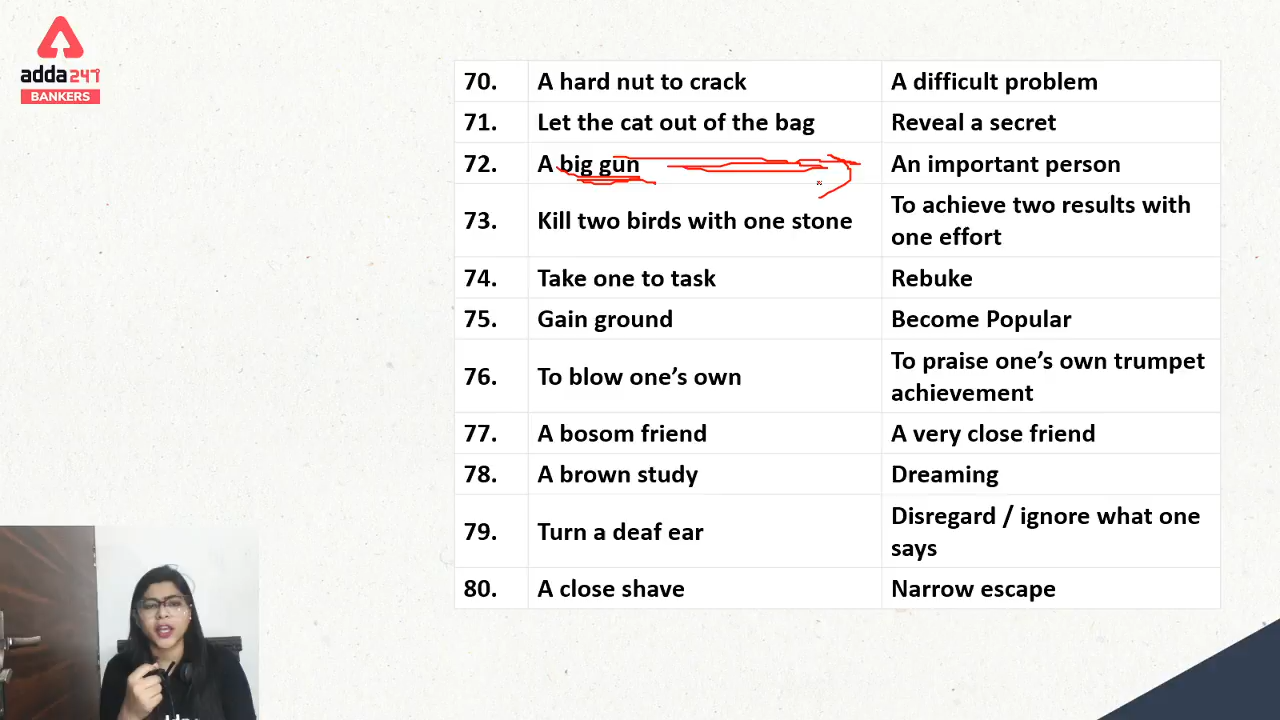 adda247
BANKERS
70. A hard nut to crack A difficult problem
71. Let the cat out of the bag Reveal a secret
72. A big gun An important person
73. Kill two birds with one stone To achieve two results with
one effort
74. Take one to task Rebuke
75. Gain ground Become Popular
76. To blow one’s own To praise one’s own trumpet
achievement
77. A bosom friend A very close friend
78. A brown study Dreaming
79. Turn a deaf ear Disregard / ignore what one
says
80. A close shave Narrow escape